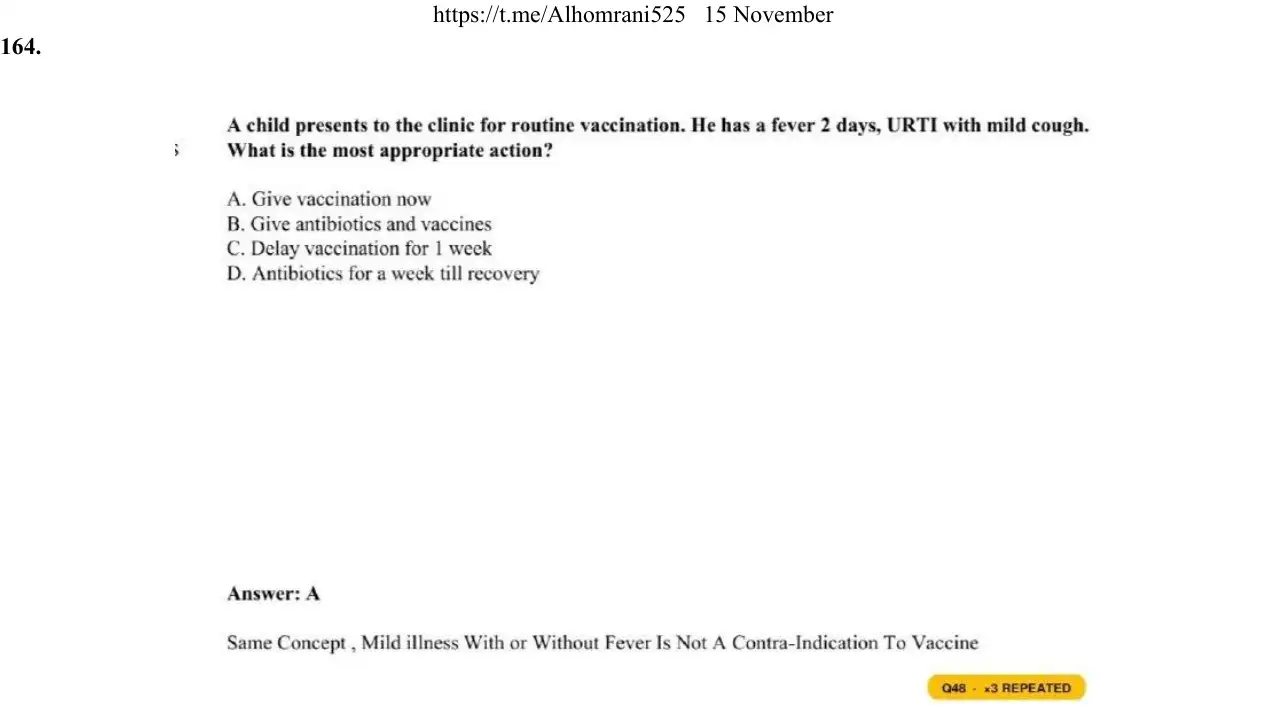 https://t.me/Alhomrani525 15 November
164.
A child presents to the clinic for routine vaccination. He has a fever 2 days, URTI with mild cough.
What is the most appropriate action?
A. Give vaccination now
B. Give antibiotics and vaccines
C. Delay vaccination for 1 week
D. Antibiotics for a week till recovery
Answer: A
Same Concept , Mild illness With or Without Fever Is Not A Contra-Indication To Vaccine
Q48 - x3 REPEATED